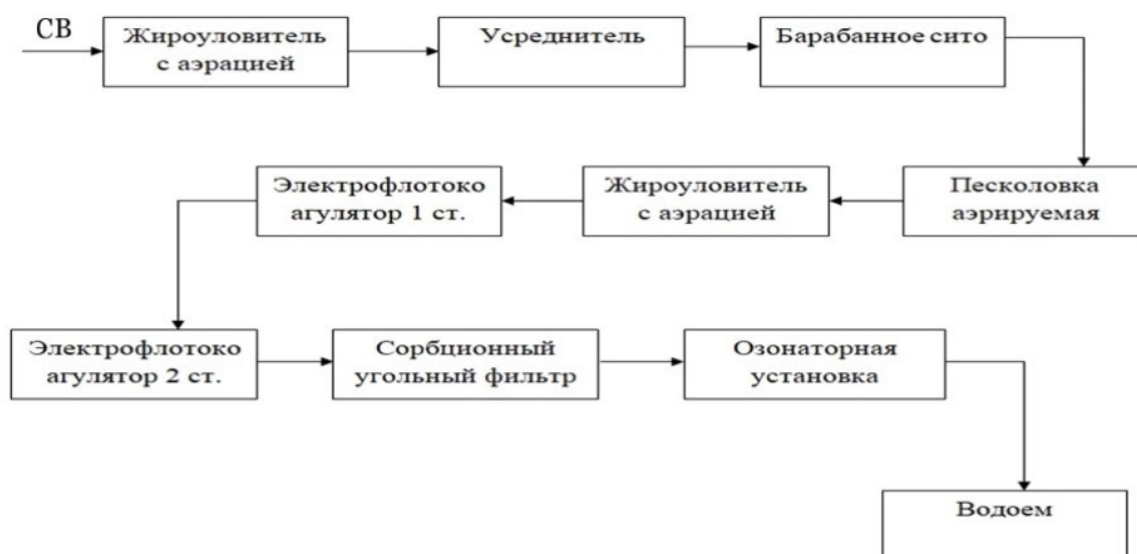 СВ
Жироуловитель
с аэрацией
Усреднитель
Барабанное сито
Песколовка
аэрируемая
Жироуловитель
с аэрацией
Электрофлотоко
агулятор 1 ст.
Электрофлотоко
агулятор 2 ст.
Сорбционный
угольный фильтр
Озонаторная
установка
Водоем